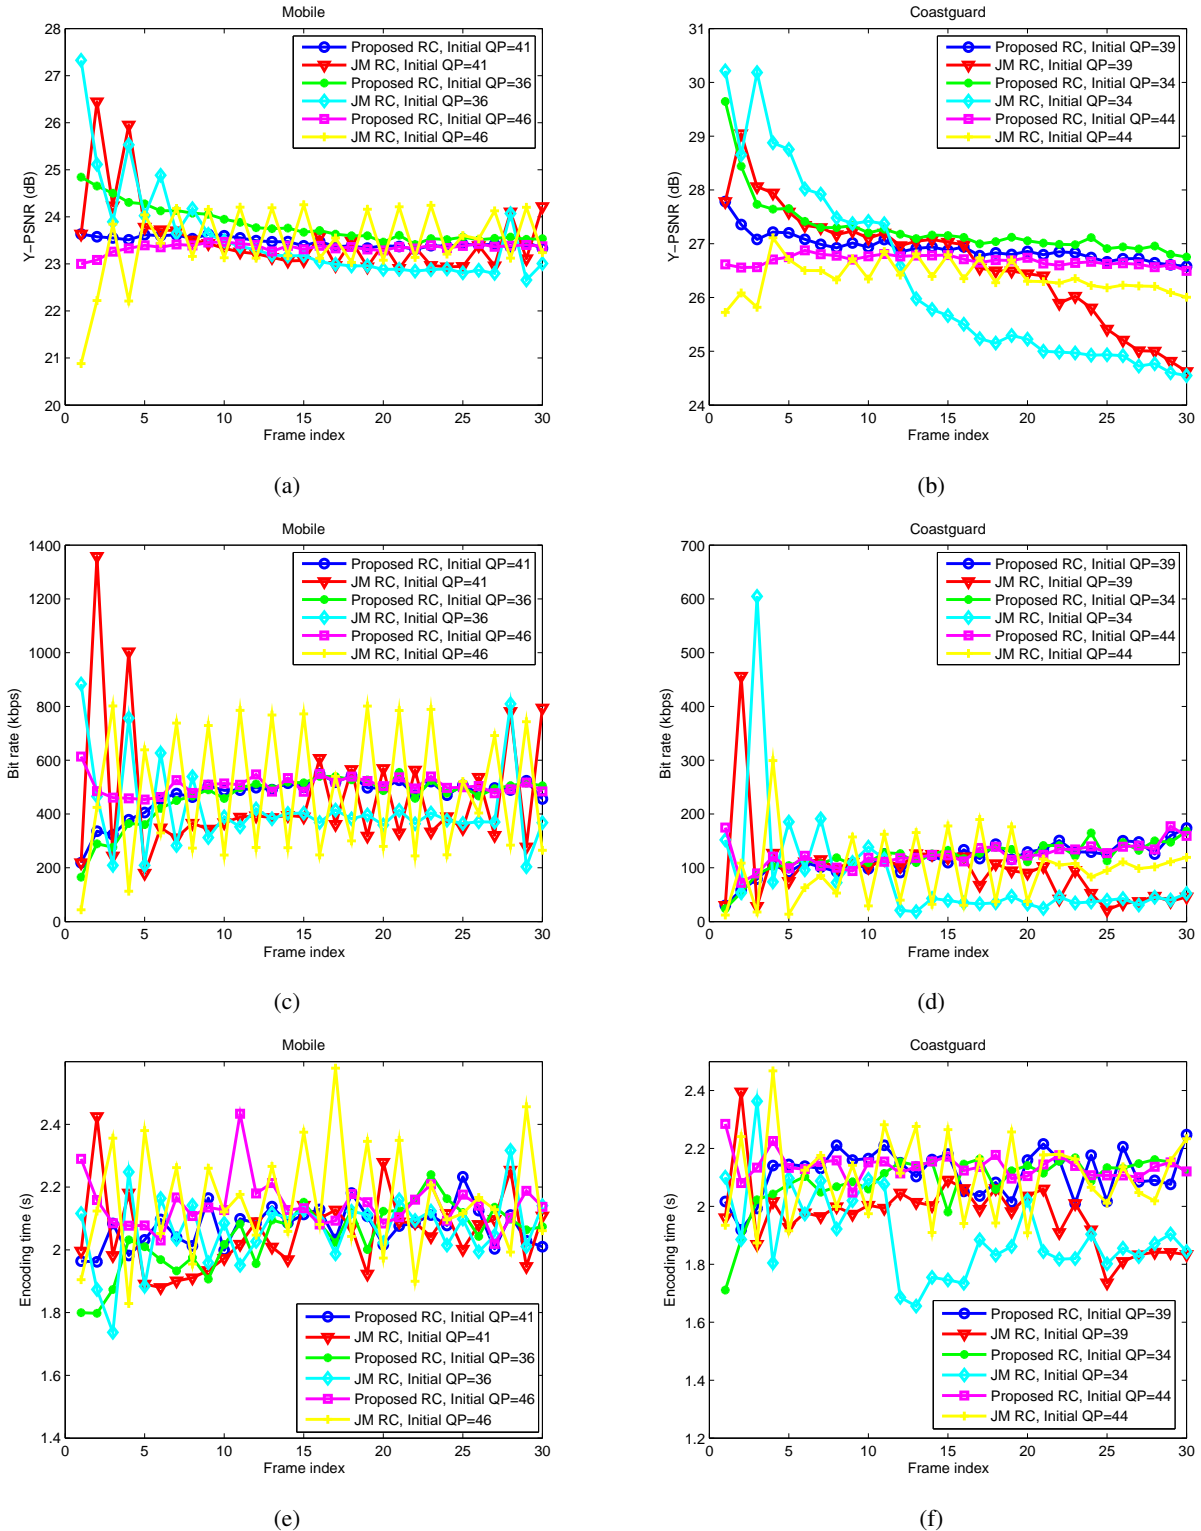 Mobile
28
27
26
25
24
23
22
21
20
Y−PSNR (dB)
Proposed RC, Initial QP=41
JM RC, Initial QP=41
Proposed RC, Initial QP=36
JM RC, Initial QP=36
Proposed RC, Initial QP=46
JM RC, Initial QP=46
0 5 10 15 20 25 30
Frame index
(a)
Coastguard
31
30
29
28
27
26
25
24
Y−PSNR (dB)
Proposed RC, Initial QP=39
JM RC, Initial QP=39
Proposed RC, Initial QP=34
JM RC, Initial QP=34
Proposed RC, Initial QP=44
JM RC, Initial QP=44
0 5 10 15 20 25 30
Frame index
(b)
Mobile
1400
1200
1000
800
600
400
200
0
Bit rate (kbps)
Proposed RC, Initial QP=41
JM RC, Initial QP=41
Proposed RC, Initial QP=36
JM RC, Initial QP=36
Proposed RC, Initial QP=46
JM RC, Initial QP=46
0 5 10 15 20 25 30
Frame index
(c)
Coastguard
700
600
500
400
300
200
100
0
Bit rate (kbps)
Proposed RC, Initial QP=39
JM RC, Initial QP=39
Proposed RC, Initial QP=34
JM RC, Initial QP=34
Proposed RC, Initial QP=44
JM RC, Initial QP=44
0 5 10 15 20 25 30
Frame index
(d)
Mobile
2.4
2.2
2
1.8
1.6
1.4
Encoding time (s)
Proposed RC, Initial QP=41
JM RC, Initial QP=41
Proposed RC, Initial QP=36
JM RC, Initial QP=36
Proposed RC, Initial QP=46
JM RC, Initial QP=46
0 5 10 15 20 25 30
Frame index
(e)
Coastguard
2.4
2.2
2
1.8
1.6
1.4
1.2
Encoding time (s)
Proposed RC, Initial QP=39
JM RC, Initial QP=39
Proposed RC, Initial QP=34
JM RC, Initial QP=34
Proposed RC, Initial QP=44
JM RC, Initial QP=44
0 5 10 15 20 25 30
Frame index
(f)